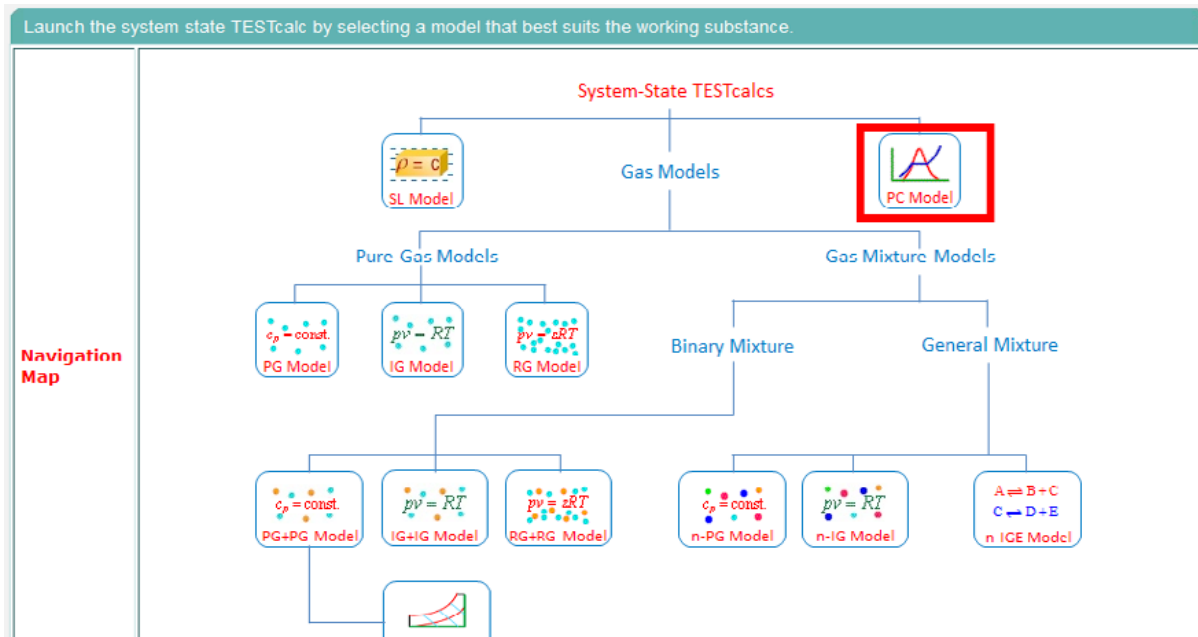 Launch the system state TESTcalc by selecting a model that best suits the working substance.
System-State TESTcalcs
ρ = c
SL Model
Gas Models
PC Model
Pure Gas Models
Gas Mixture Models
c_p = const.
PG Model
pv = RT
IG Model
pv = zRT
RG Model
Binary Mixture
General Mixture
Navigation
Map
c_p = const.
PG+PG Model
pv = RT
IG+IG Model
pv = zRT
RG+RG Model
c_p = const.
n-PG Model
pv = RT
n-IG Model
A ⇌ B + C
C ⇌ D + E
n IGE Model